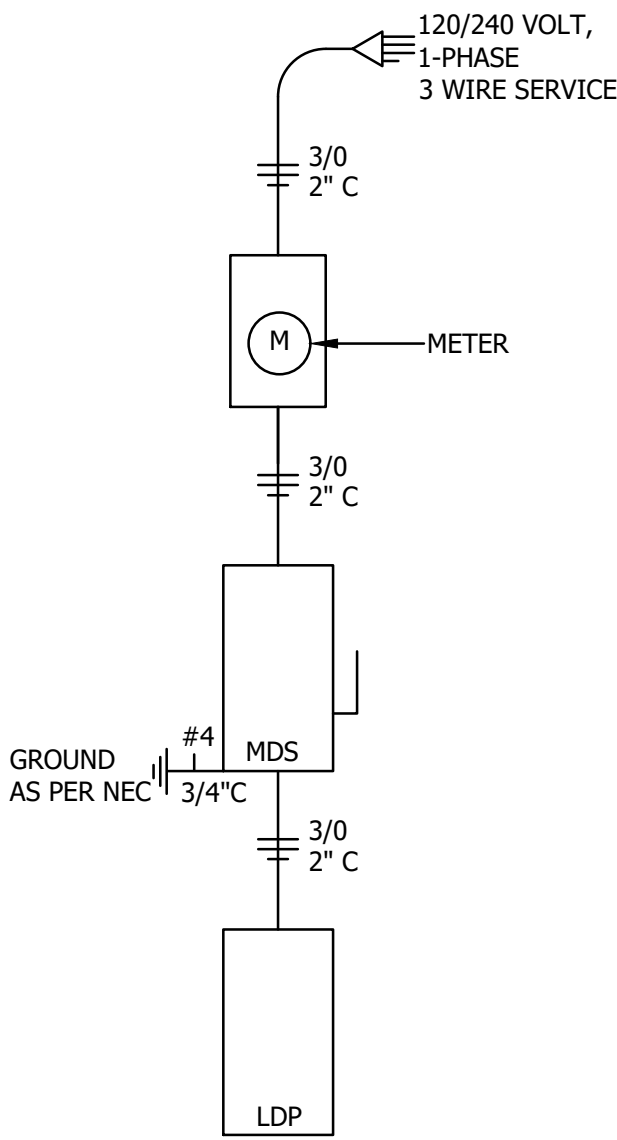 120/240 VOLT,
1-PHASE
3 WIRE SERVICE
3/0
2" C
M
METER
3/0
2" C
#4
MDS
GROUND
AS PER NEC
3/4"C
3/0
2" C
LDP